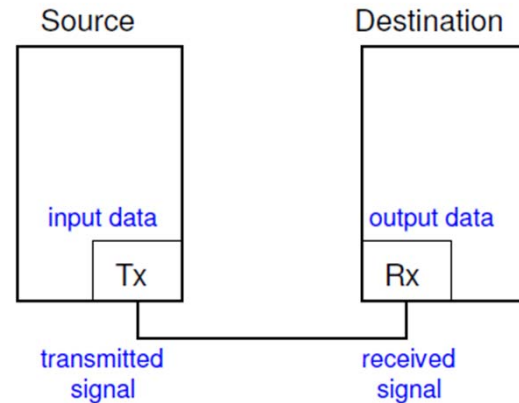 Source
Destination
input data
output data
Tx
Rx
transmitted
signal
received
signal